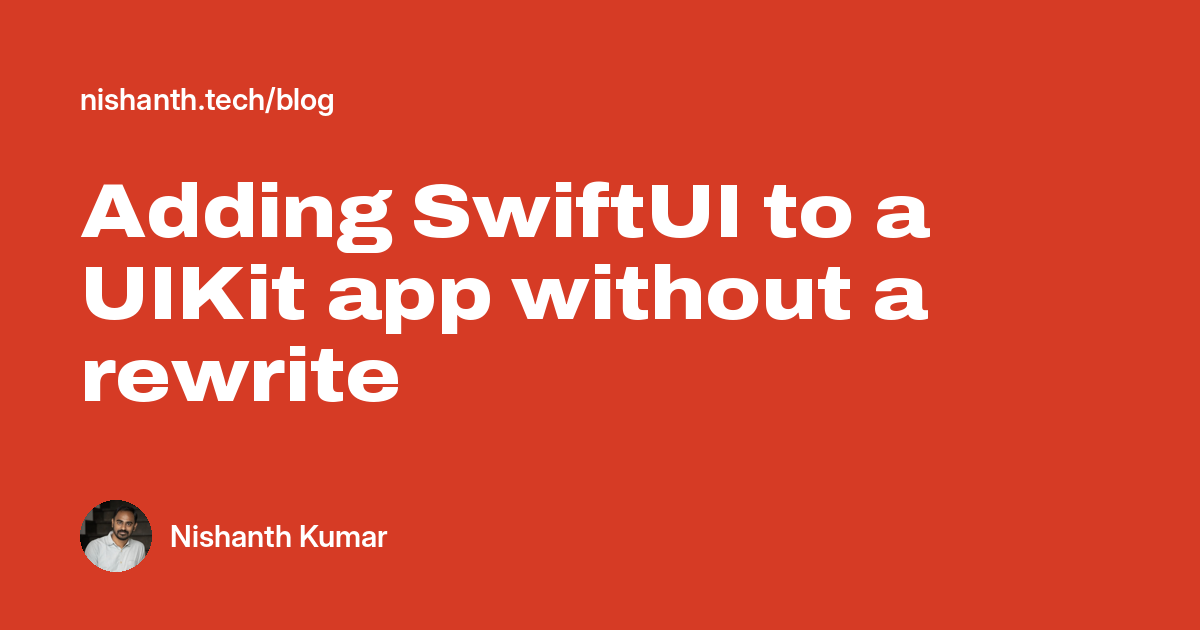 nishanth.tech/blog
Adding SwiftUI to a
UIKit app without a
rewrite
Nishanth Kumar